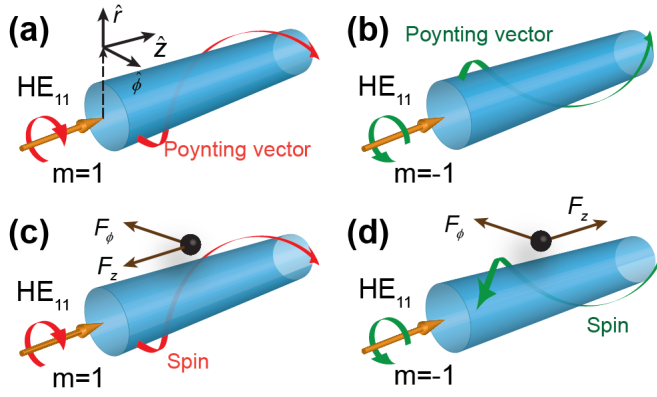 (a)
r̂
ẑ
ϕ̂
HE₁₁
m=1
Poynting vector
(b)
Poynting vector
HE₁₁
m=-1
(c)
Fϕ
Fz
HE₁₁
m=1
Spin
(d)
Fϕ
Fz
HE₁₁
m=-1
Spin